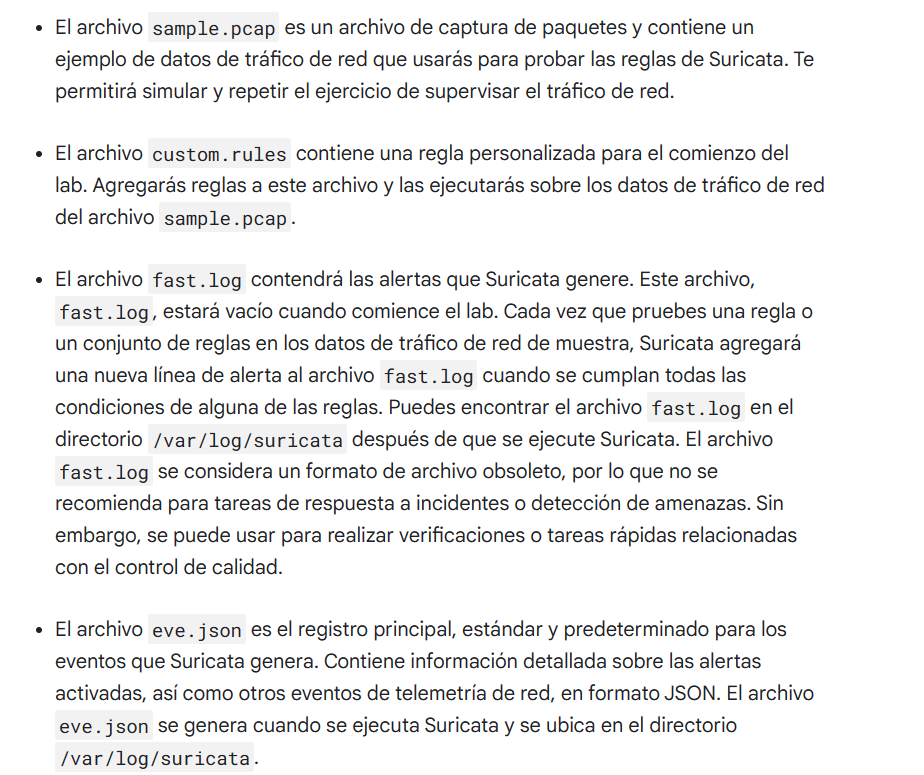 • El archivo sample.pcap es un archivo de captura de paquetes y contiene un
ejemplo de datos de tráfico de red que usarás para probar las reglas de Suricata. Te
permitirá simular y repetir el ejercicio de supervisar el tráfico de red.
• El archivo custom.rules contiene una regla personalizada para el comienzo del
lab. Agregarás reglas a este archivo y las ejecutarás sobre los datos de tráfico de red
del archivo sample.pcap.
• El archivo fast.log contendrá las alertas que Suricata genere. Este archivo,
fast.log, estará vacío cuando comience el lab. Cada vez que pruebes una regla o
un conjunto de reglas en los datos de tráfico de red de muestra, Suricata agregará
una nueva línea de alerta al archivo fast.log cuando se cumplan todas las
condiciones de alguna de las reglas. Puedes encontrar el archivo fast.log en el
directorio /var/log/suricata después de que se ejecute Suricata. El archivo
fast.log se considera un formato de archivo obsoleto, por lo que no se
recomienda para tareas de respuesta a incidentes o detección de amenazas. Sin
embargo, se puede usar para realizar verificaciones o tareas rápidas relacionadas
con el control de calidad.
• El archivo eve.json es el registro principal, estándar y predeterminado para los
eventos que Suricata genera. Contiene información detallada sobre las alertas
activadas, así como otros eventos de telemetría de red, en formato JSON. El archivo
eve.json se genera cuando se ejecuta Suricata y se ubica en el directorio
/var/log/suricata.